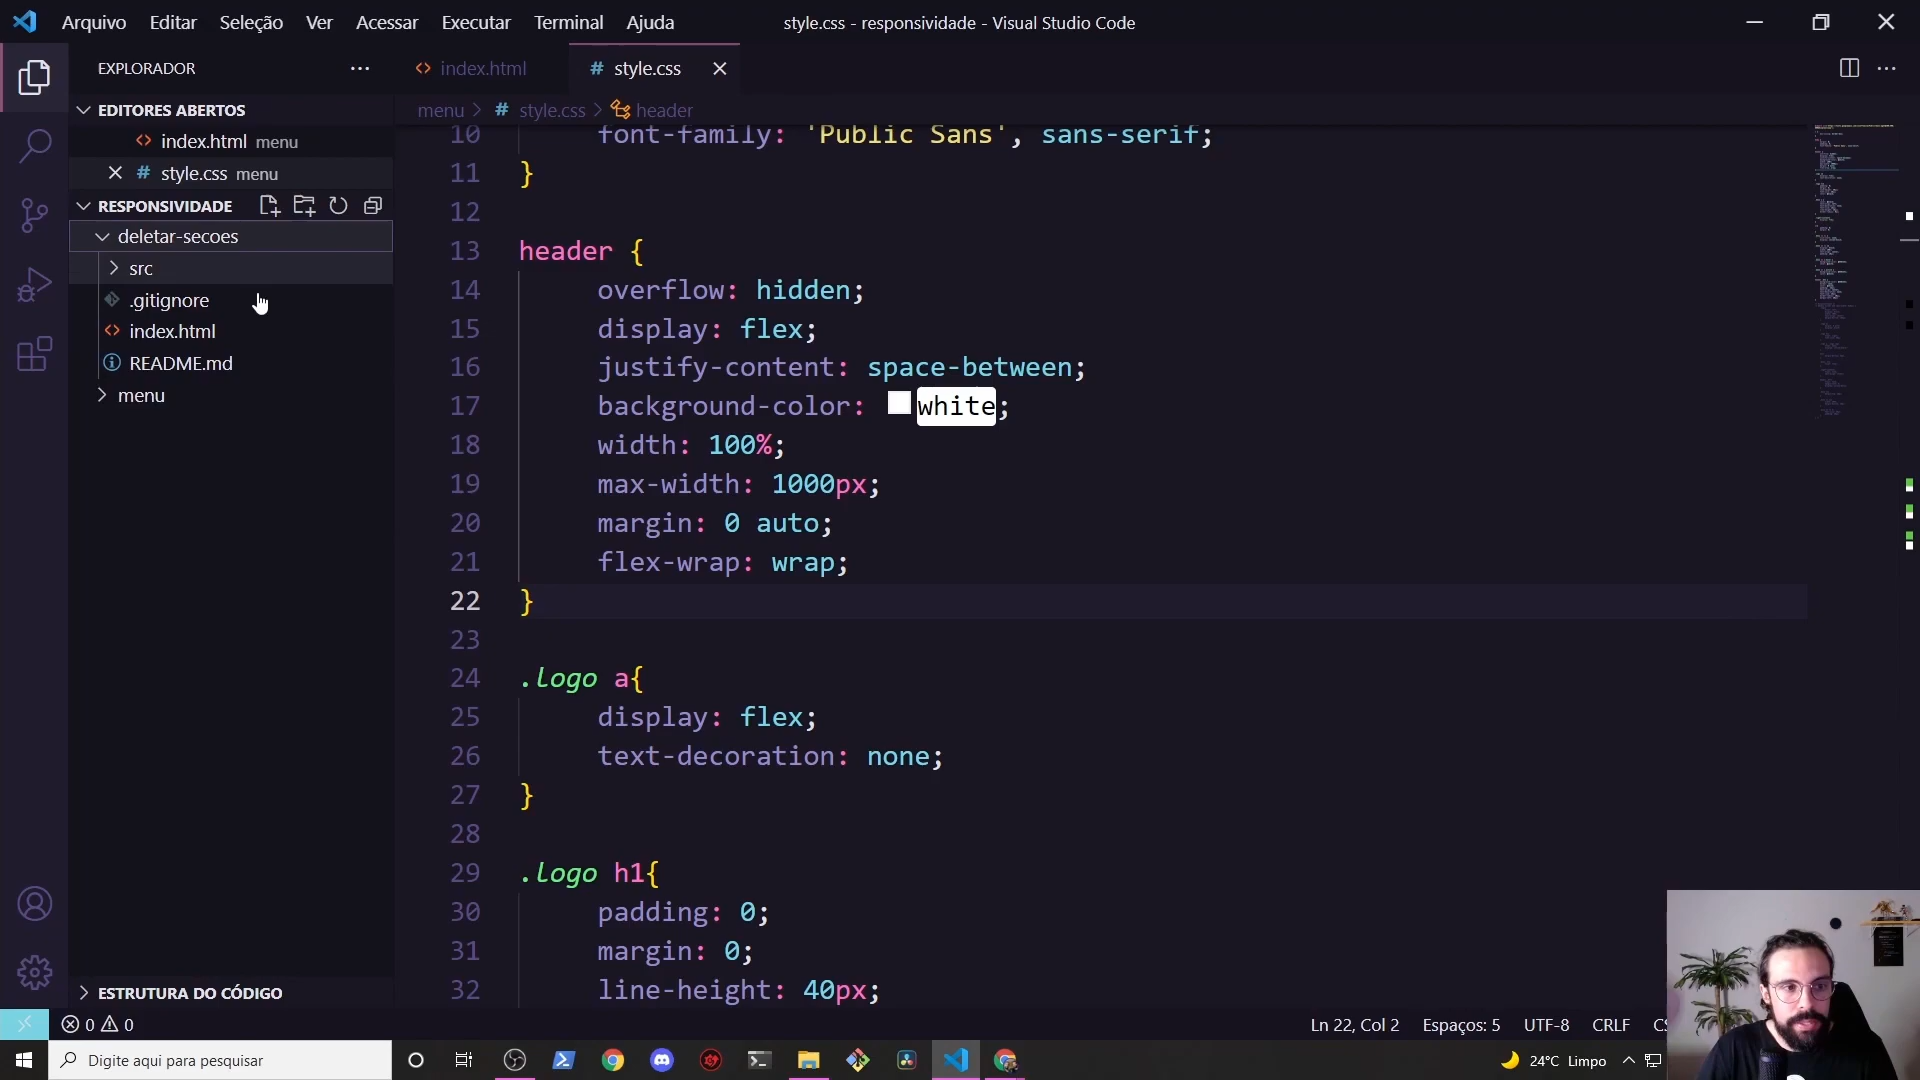 Arquivo Editar Seleção Ver Acessar Executar Terminal Ajuda style.css - responsividade - Visual Studio Code
EXPLORADOR
EDITORES ABERTOS
index.html menu
style.css menu
RESPONSIVIDADE
deletar-secoes
src
.gitignore
index.html
README.md
menu
ESTRUTURA DO CÓDIGO
index.html # style.css
menu > # style.css > header
10 font-family: 'Public Sans', sans-serif;
11 }
12
13 header {
14 overflow: hidden;
15 display: flex;
16 justify-content: space-between;
17 background-color: white;
18 width: 100%;
19 max-width: 1000px;
20 margin: 0 auto;
21 flex-wrap: wrap;
22 }
23
24 .logo a{
25 display: flex;
26 text-decoration: none;
27 }
28
29 .logo h1{
30 padding: 0;
31 margin: 0;
32 line-height: 40px;
0 0 Ln 22, Col 2 Espaços: 5 UTF-8 CRLF
Digite aqui para pesquisar 24°C Limpo